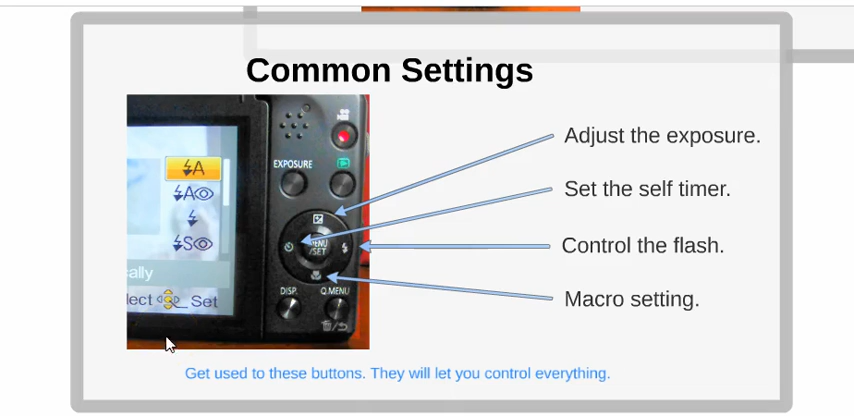 Common Settings
EXPOSURE
MENU
/SET
DISP.
Q.MENU
A
A
S
ally
lect Set
Adjust the exposure.
Set the self timer.
Control the flash.
Macro setting.
Get used to these buttons. They will let you control everything.